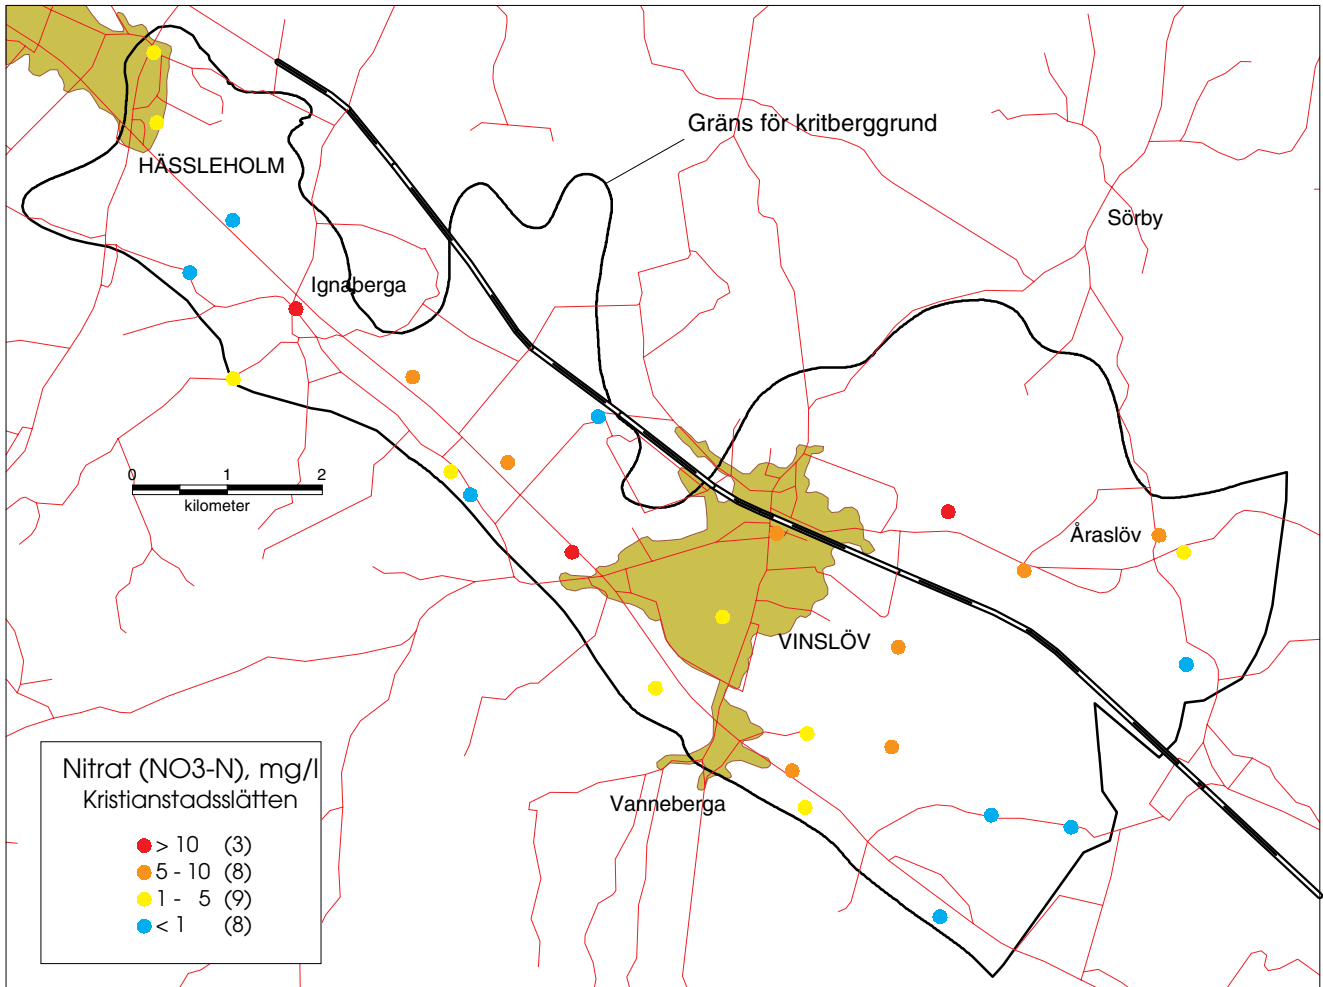 Gräns för kritberggrund
HÄSSLEHOLM
Sörby
Ignaberga
0 1 2
kilometer
Åraslöv
VINSLÖV
Vanneberga
Nitrat (NO3-N), mg/l
Kristianstadsslätten
> 10 (3)
5 - 10 (8)
1 - 5 (9)
< 1 (8)